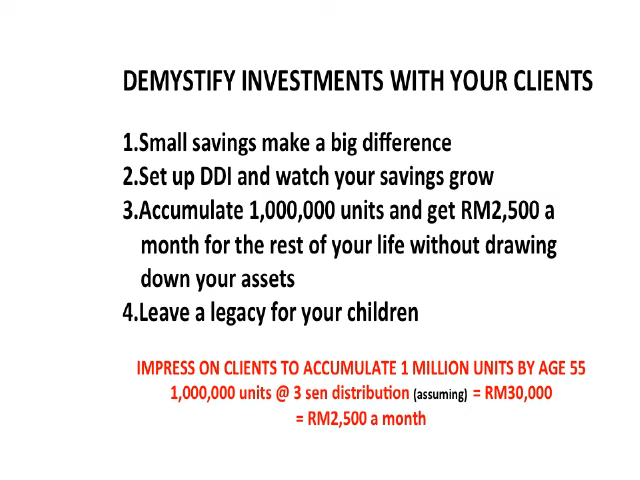 DEMYSTIFY INVESTMENTS WITH YOUR CLIENTS
1.Small savings make a big difference
2.Set up DDI and watch your savings grow
3.Accumulate 1,000,000 units and get RM2,500 a
month for the rest of your life without drawing
down your assets
4.Leave a legacy for your children
IMPRESS ON CLIENTS TO ACCUMULATE 1 MILLION UNITS BY AGE 55
1,000,000 units @ 3 sen distribution (assuming) = RM30,000
= RM2,500 a month